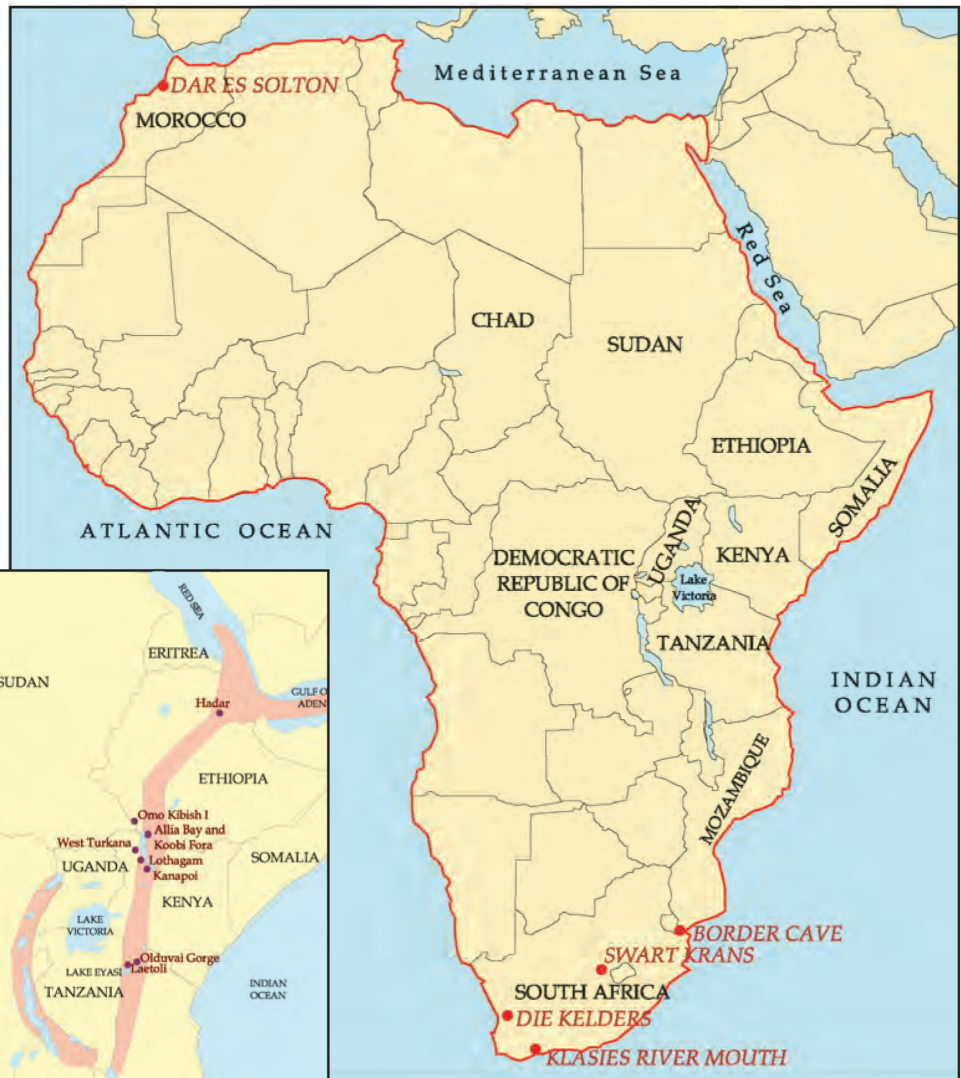 Mediterranean Sea
DAR ES SOLTON
MOROCCO
Red Sea
CHAD
SUDAN
ETHIOPIA
SOMALIA
ATLANTIC OCEAN
UGANDA
KENYA
DEMOCRATIC
REPUBLIC OF
CONGO
Lake
Victoria
TANZANIA
INDIAN
OCEAN
MOZAMBIQUE
BORDER CAVE
SWART KRANS
SOUTH AFRICA
DIE KELDERS
KLASIES RIVER MOUTH
RED SEA
ERITREA
SUDAN
GULF O
ADEN
Hadar
ETHIOPIA
Omo Kibish I
Allia Bay and
Koobi Fora
West Turkana
Lothagam
UGANDA
Kanapoi
SOMALIA
KENYA
LAKE
VICTORIA
Olduvai Gorge
LAKE EYASI
Laetoli
TANZANIA
INDIAN
OCEAN